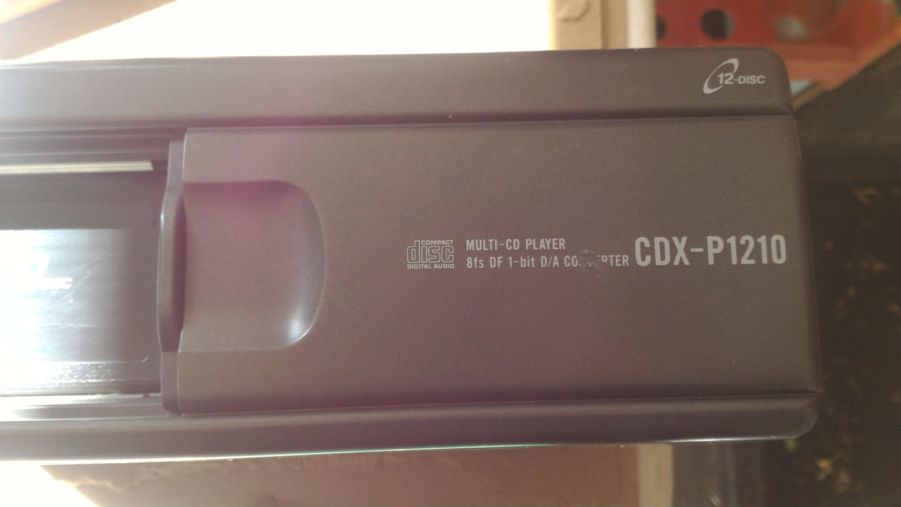 12-DISC
COMPACT
disc
DIGITAL AUDIO
MULTI-CD PLAYER
8fs DF 1-bit D/A
CDX-P1210